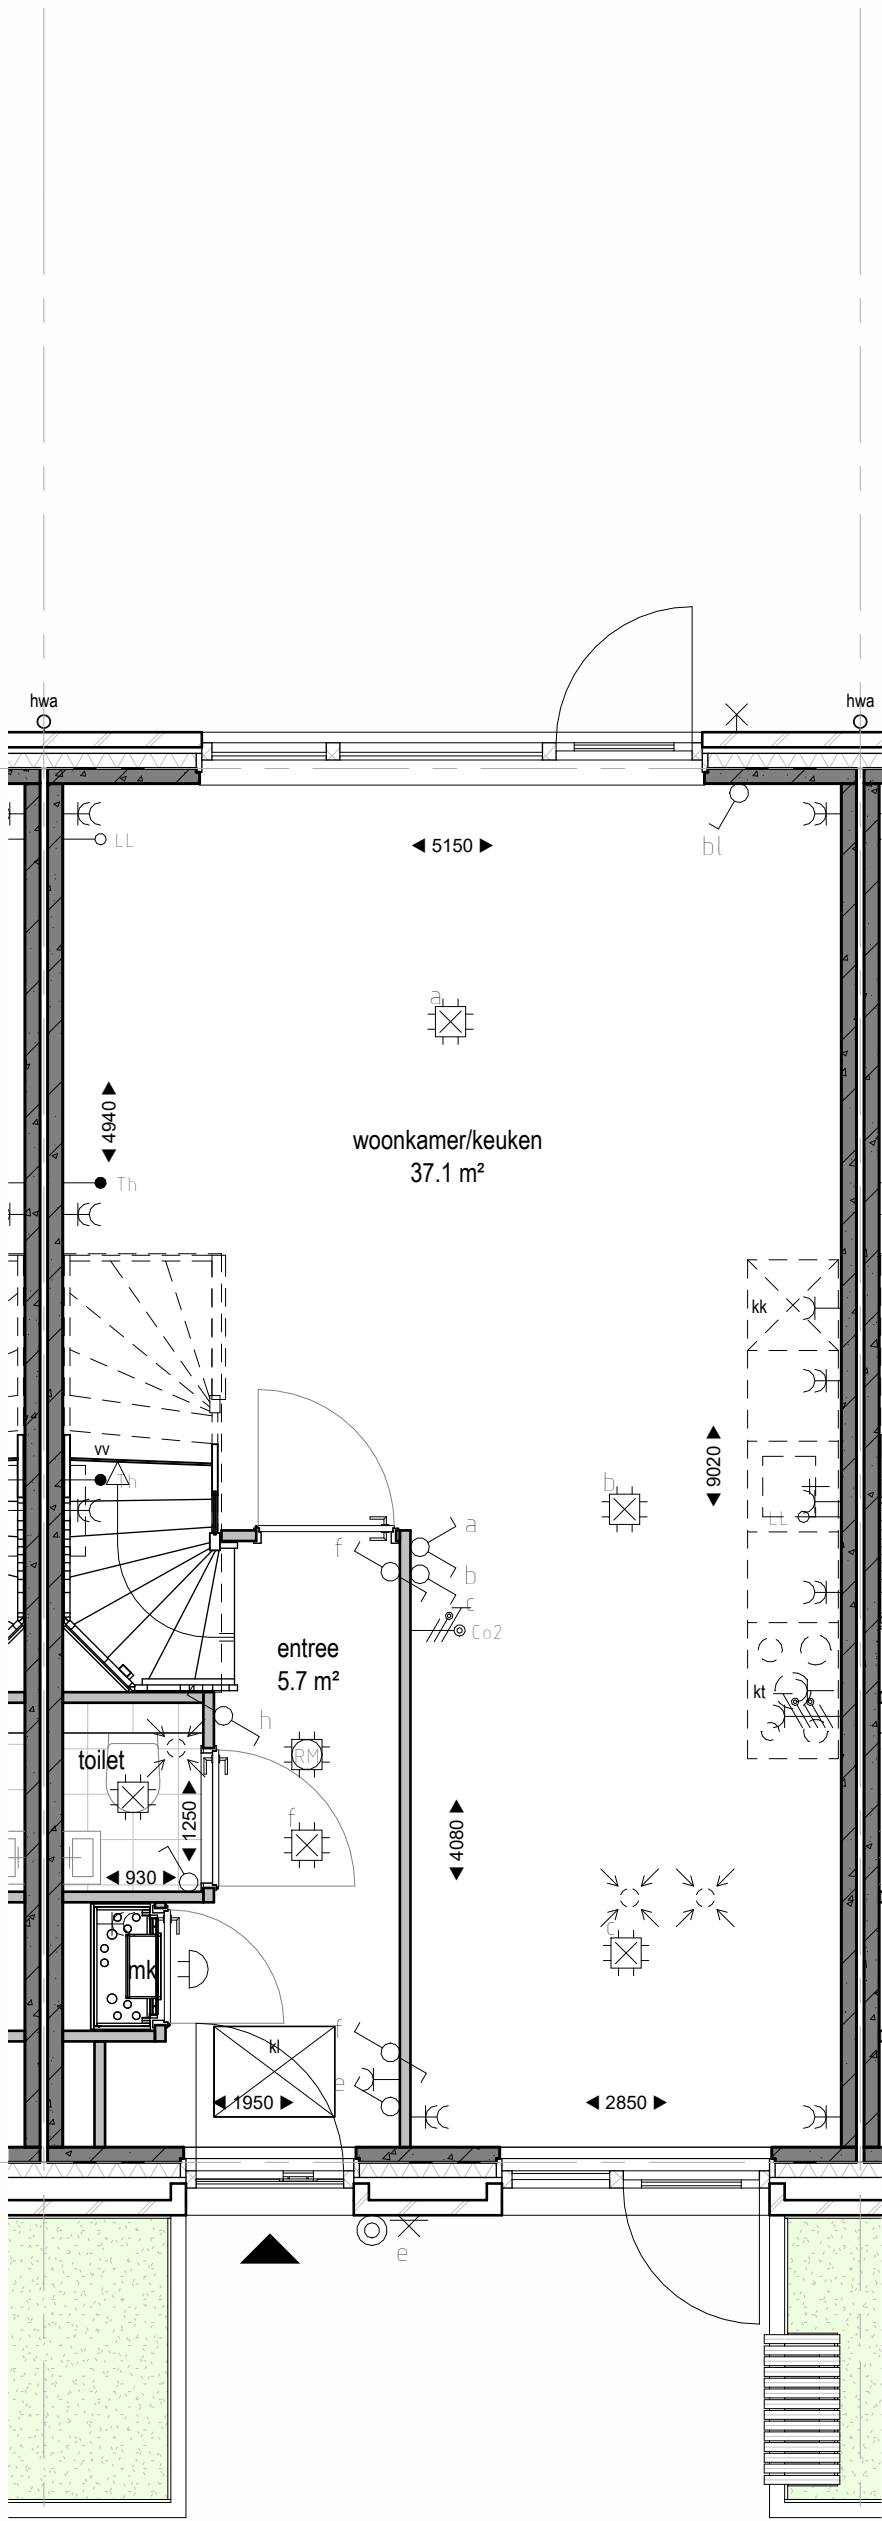 hwa
hwa
LL
◄ 5150 ►
bl
a
◄ 4940 ►
woonkamer/keuken
37.1 m²
Th
kk
vv
Th
◄ 9020 ►
b
LL
a
f
b
c
Co2
entree
5.7 m²
kt
h
RM
toilet
◄ 1250 ►
f
◄ 4080 ►
◄ 930 ►
c
mk
f
kl
e
◄ 1950 ►
◄ 2850 ►
e